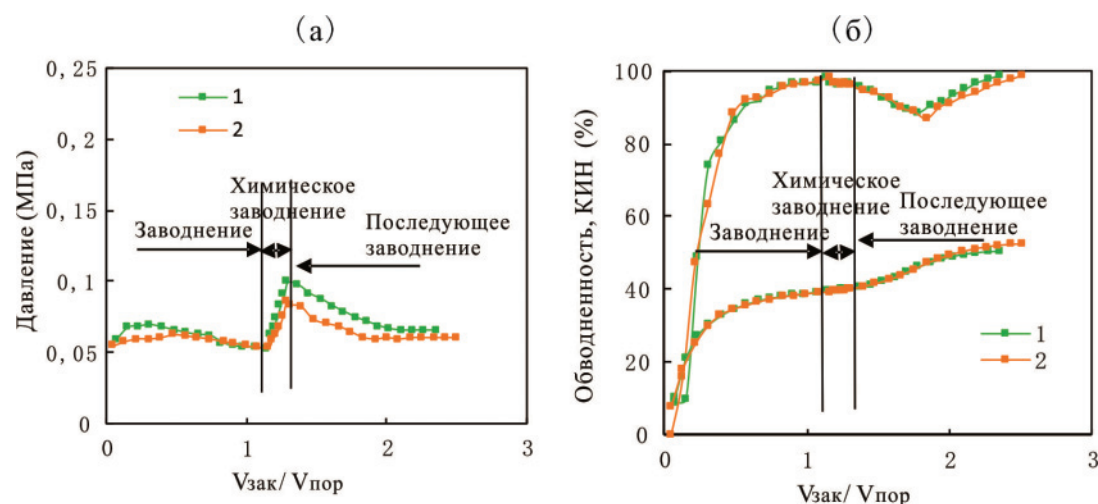 (а)
0, 25
0, 2
0, 15
0, 1
0, 05
0
Давление (МПа)
1
2
Химическое
заводнение
Заводнение
Последующее
заводнение
0
1
2
3
Vзак/ Vпор
(б)
100
80
60
40
20
0
Обводненность, КИН (%)
Химическое
заводнение
Заводнение
Последующее
заводнение
1
2
0
1
2
3
Vзак/ Vпор